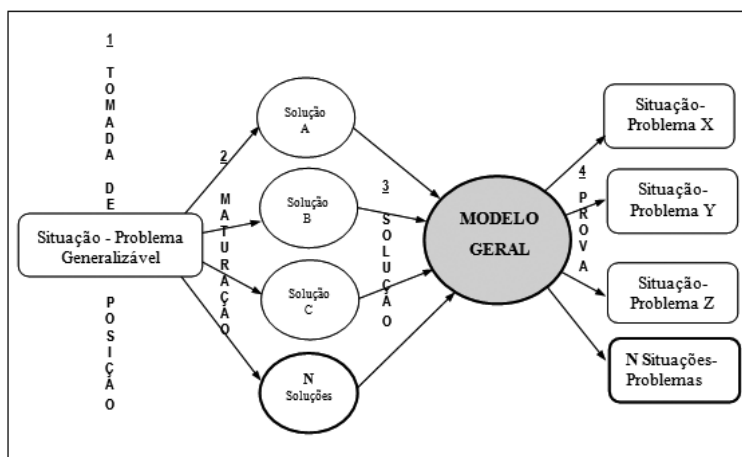 1 TOMADA DE POSIÇÃO
Situação - Problema
Generalizável
2 MATURAÇÃO
Solução
A
Solução
B
Solução
C
N
Soluções
3 SOLUÇÃO
MODELO
GERAL
4 PROVA
Situação-
Problema X
Situação-
Problema Y
Situação-
Problema Z
N Situações-
Problemas